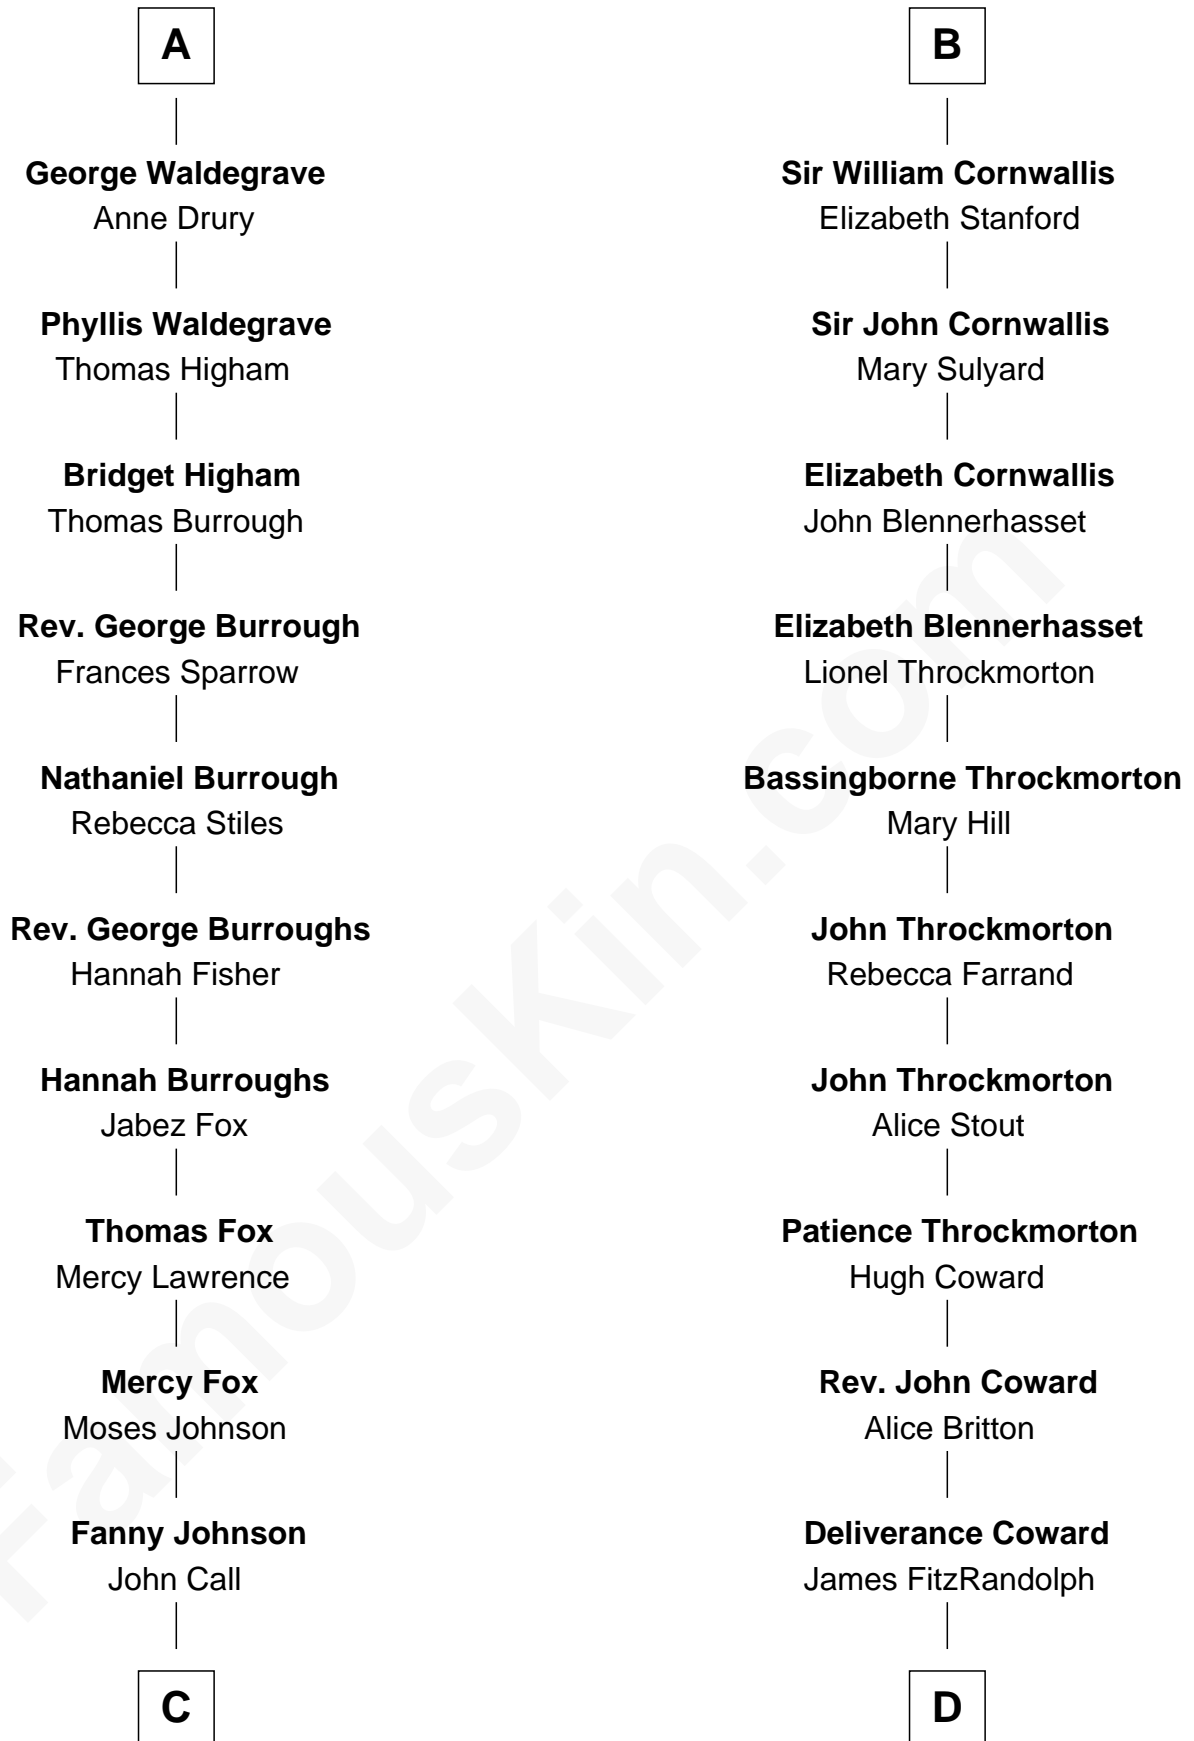 A
George Waldegrave
Anne Drury
Phyllis Waldegrave
Thomas Higham
Bridget Higham
Thomas Burrough
Rev. George Burrough
Frances Sparrow
Nathaniel Burrough
Rebecca Stiles
Rev. George Burroughs
Hannah Fisher
Hannah Burroughs
Jabez Fox
Thomas Fox
Mercy Lawrence
Mercy Fox
Moses Johnson
Fanny Johnson
John Call
C
B
Sir William Cornwallis
Elizabeth Stanford
Sir John Cornwallis
Mary Sulyard
Elizabeth Cornwallis
John Blennerhasset
Elizabeth Blennerhasset
Lionel Throckmorton
Bassingborne Throckmorton
Mary Hill
John Throckmorton
Rebecca Farrand
John Throckmorton
Alice Stout
Patience Throckmorton
Hugh Coward
Rev. John Coward
Alice Britton
Deliverance Coward
James FitzRandolph
D
FamousKin.com